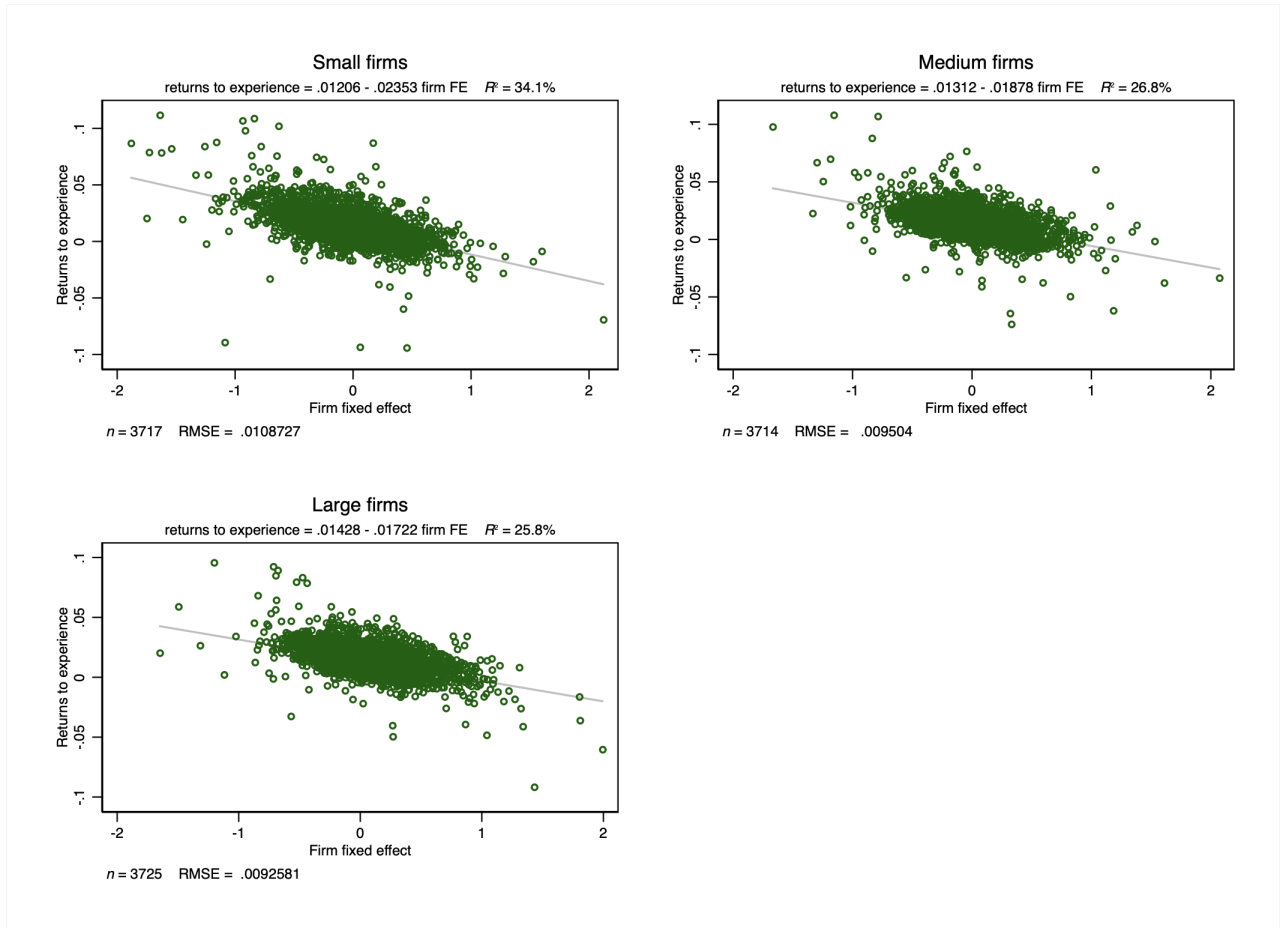 Small firms
returns to experience = .01206 - .02353 firm FE R² = 34.1%
Returns to experience
.1
.05
0
-.05
-.1
-2 -1 0 1 2
Firm fixed effect
n = 3717 RMSE = .0108727
Medium firms
returns to experience = .01312 - .01878 firm FE R² = 26.8%
Returns to experience
.1
.05
0
-.05
-.1
-2 -1 0 1 2
Firm fixed effect
n = 3714 RMSE = .009504
Large firms
returns to experience = .01428 - .01722 firm FE R² = 25.8%
Returns to experience
.1
.05
0
-.05
-.1
-2 -1 0 1 2
Firm fixed effect
n = 3725 RMSE = .0092581